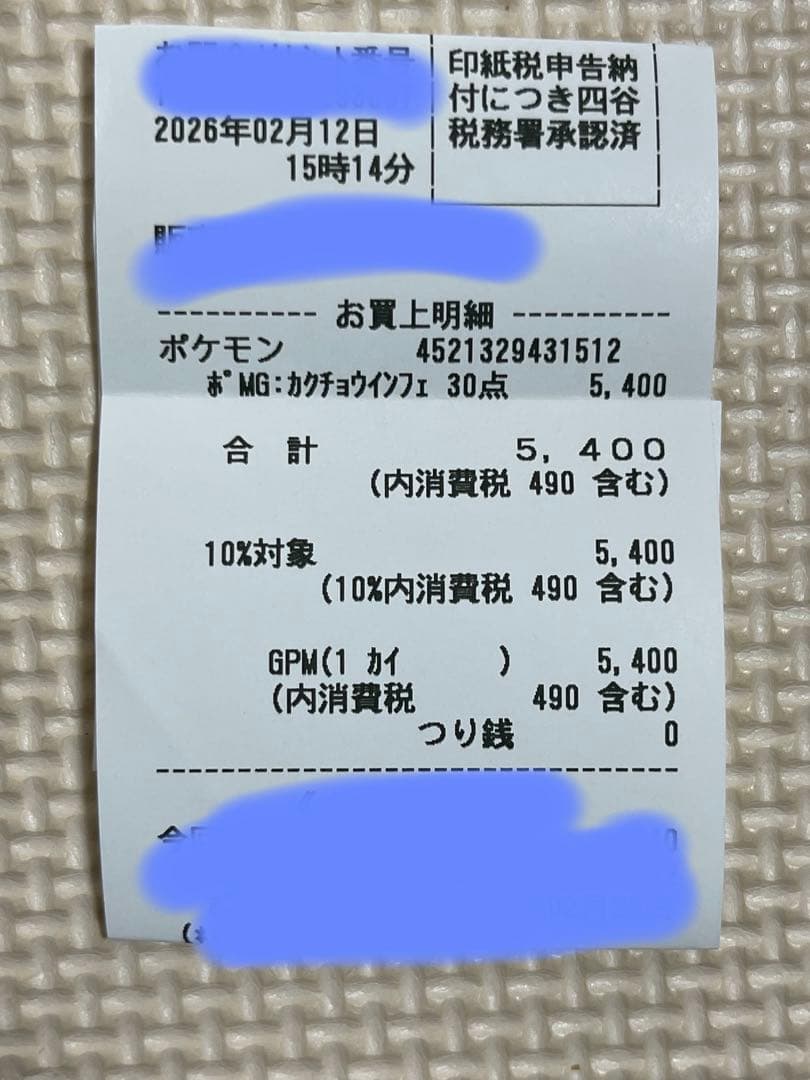 印紙税申告納
付につき四谷
税務署承認済
2026年02月12日
15時14分
お買上明細
ポケモン 4521329431512
ポﾟMG:カクチョウインフェ 30点 5,400
合 計 5,400
(内消費税 490 含む)
10%対象 5,400
(10%内消費税 490 含む)
GPM(1 カイ ) 5,400
(内消費税 490 含む)
つり銭 0